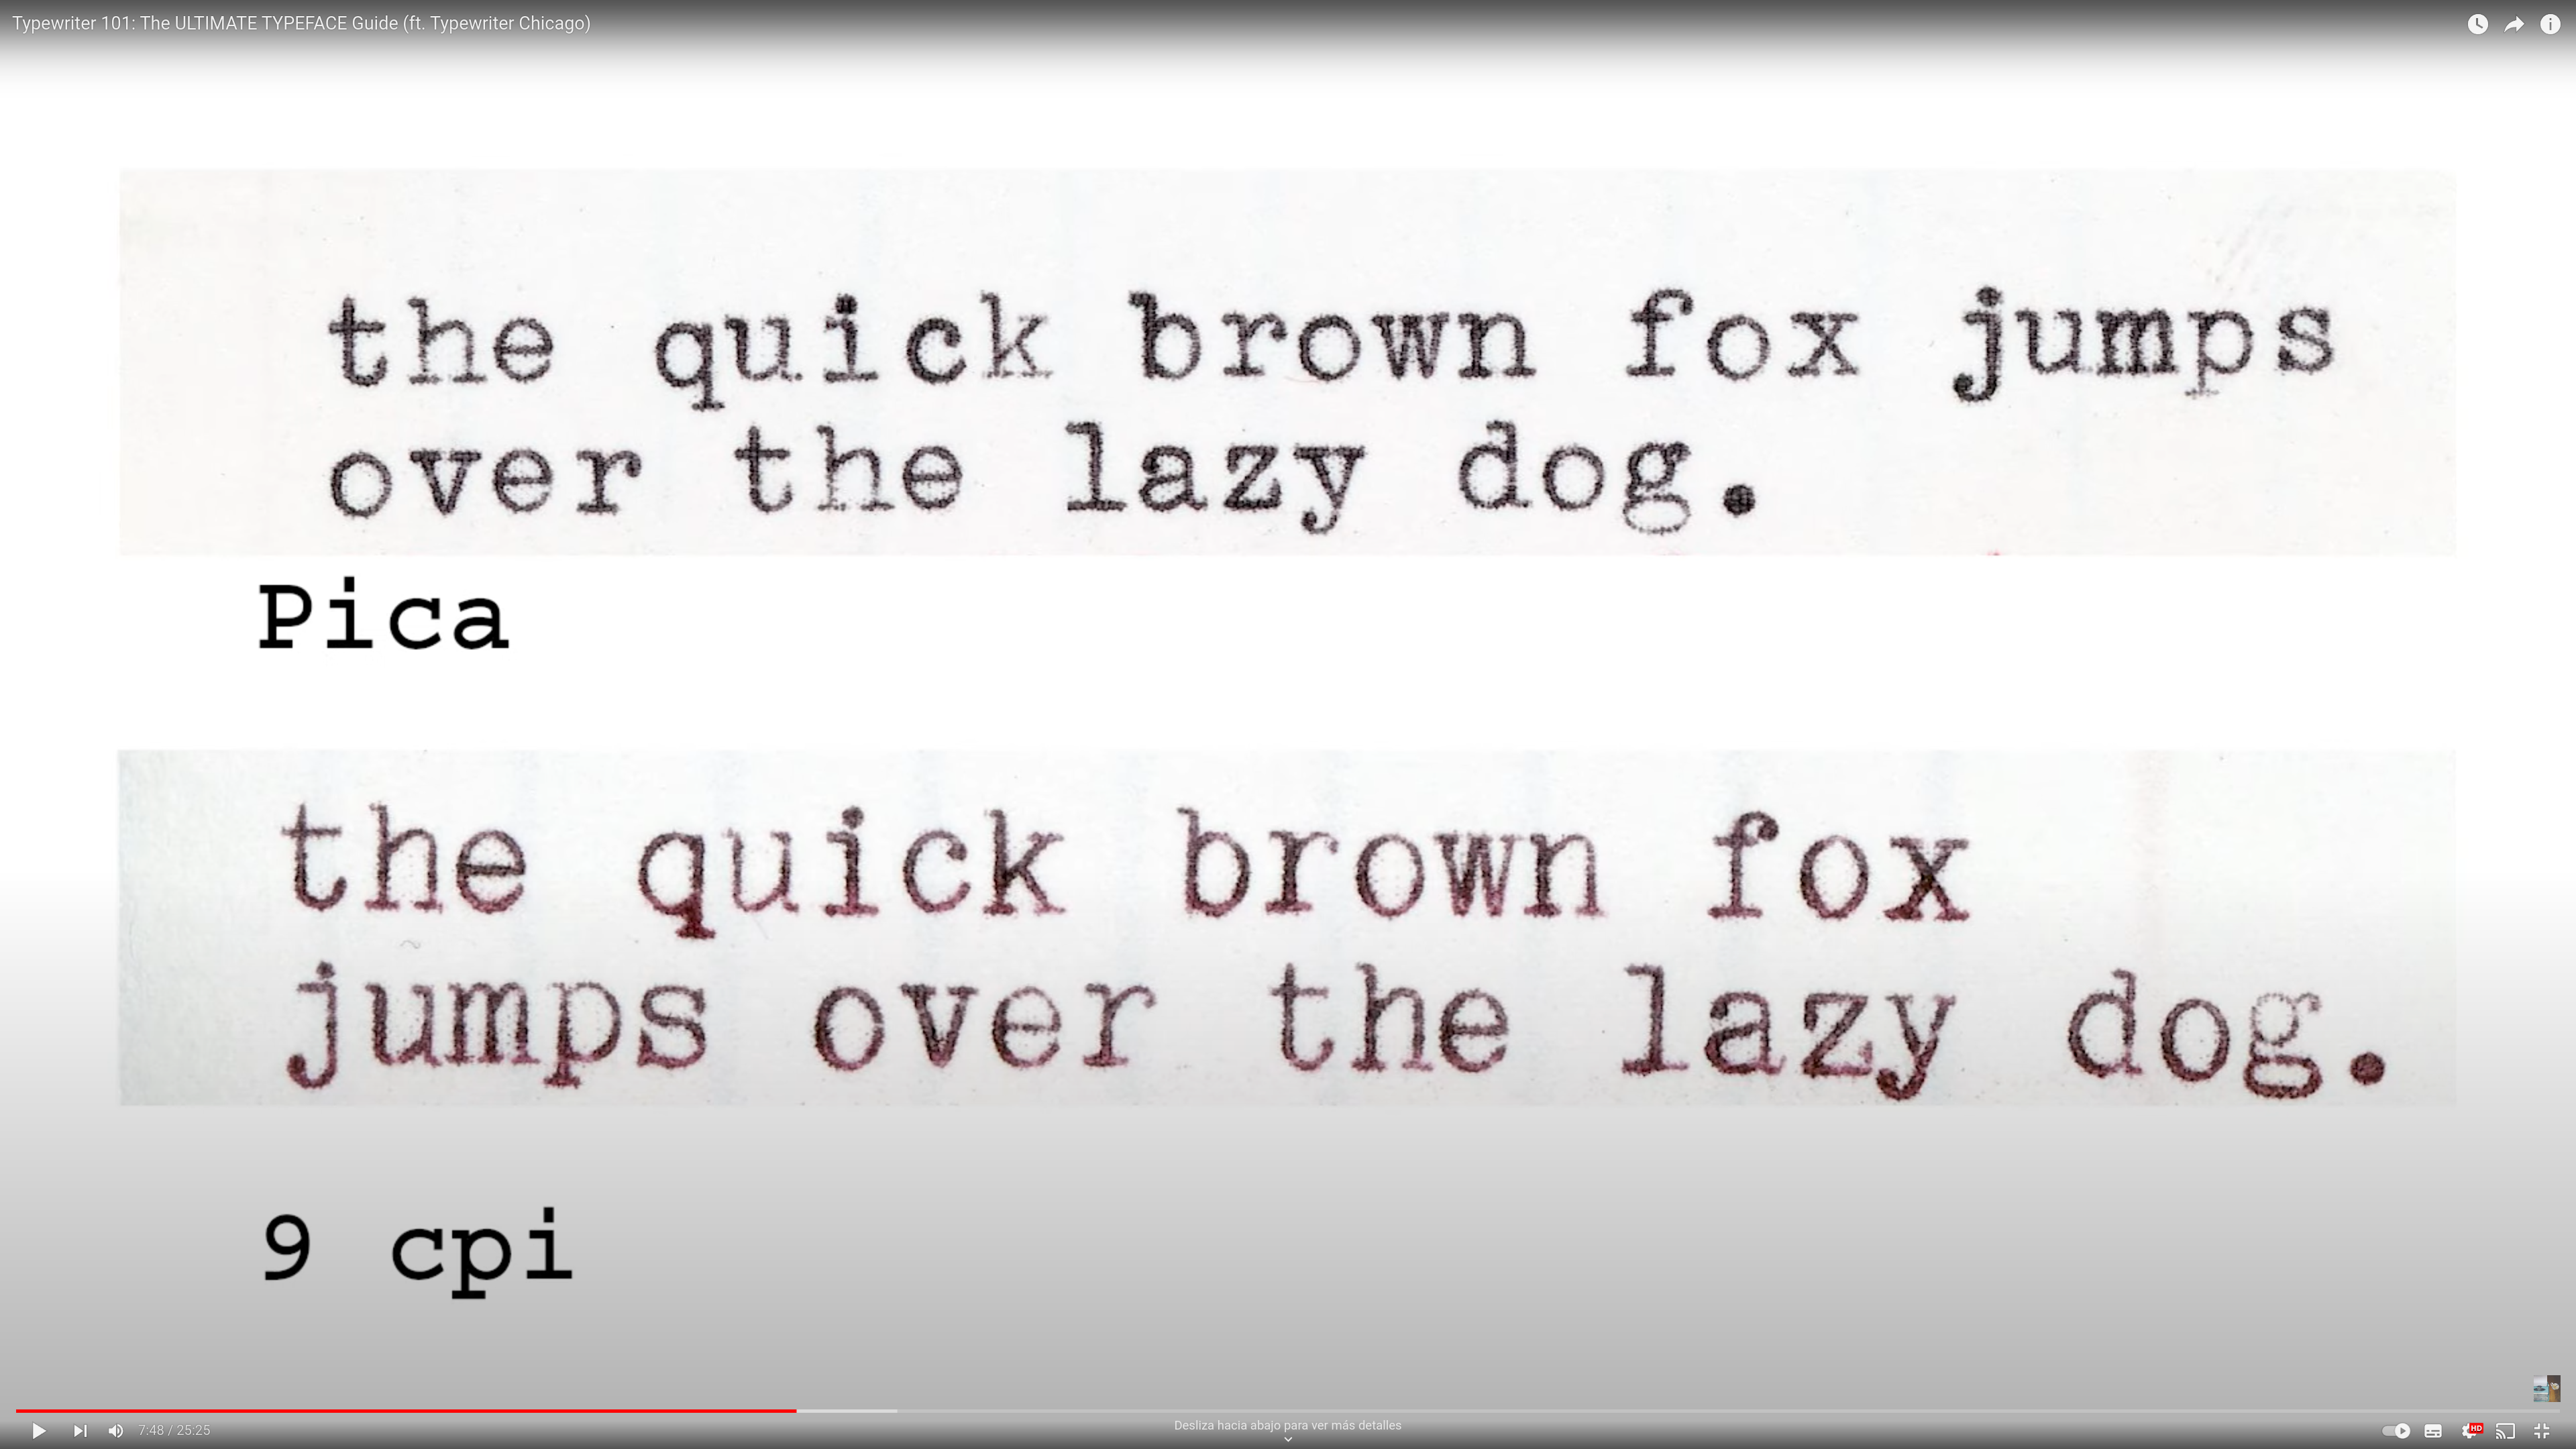 Typewriter 101: The ULTIMATE TYPEFACE Guide (ft. Typewriter Chicago)
the quick brown fox jumps
over the lazy dog.
Pica
the quick brown fox
jumps over the lazy dog.
9 cpi
7:48 / 25:25
Desliza hacia abajo para ver más detalles
HD